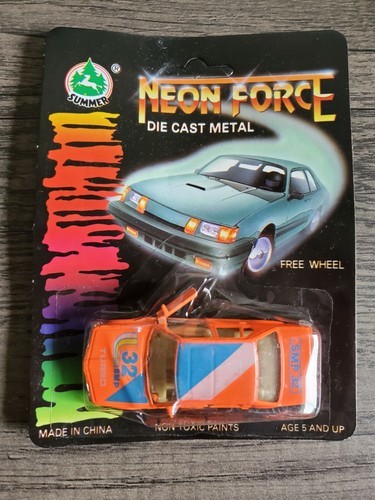 ®
SUMMER
NEON FORCE
DIE CAST METAL
FREE WHEEL
TURBO
32
MADE IN CHINA
NON TOXIC PAINTS
AGE 5 AND UP